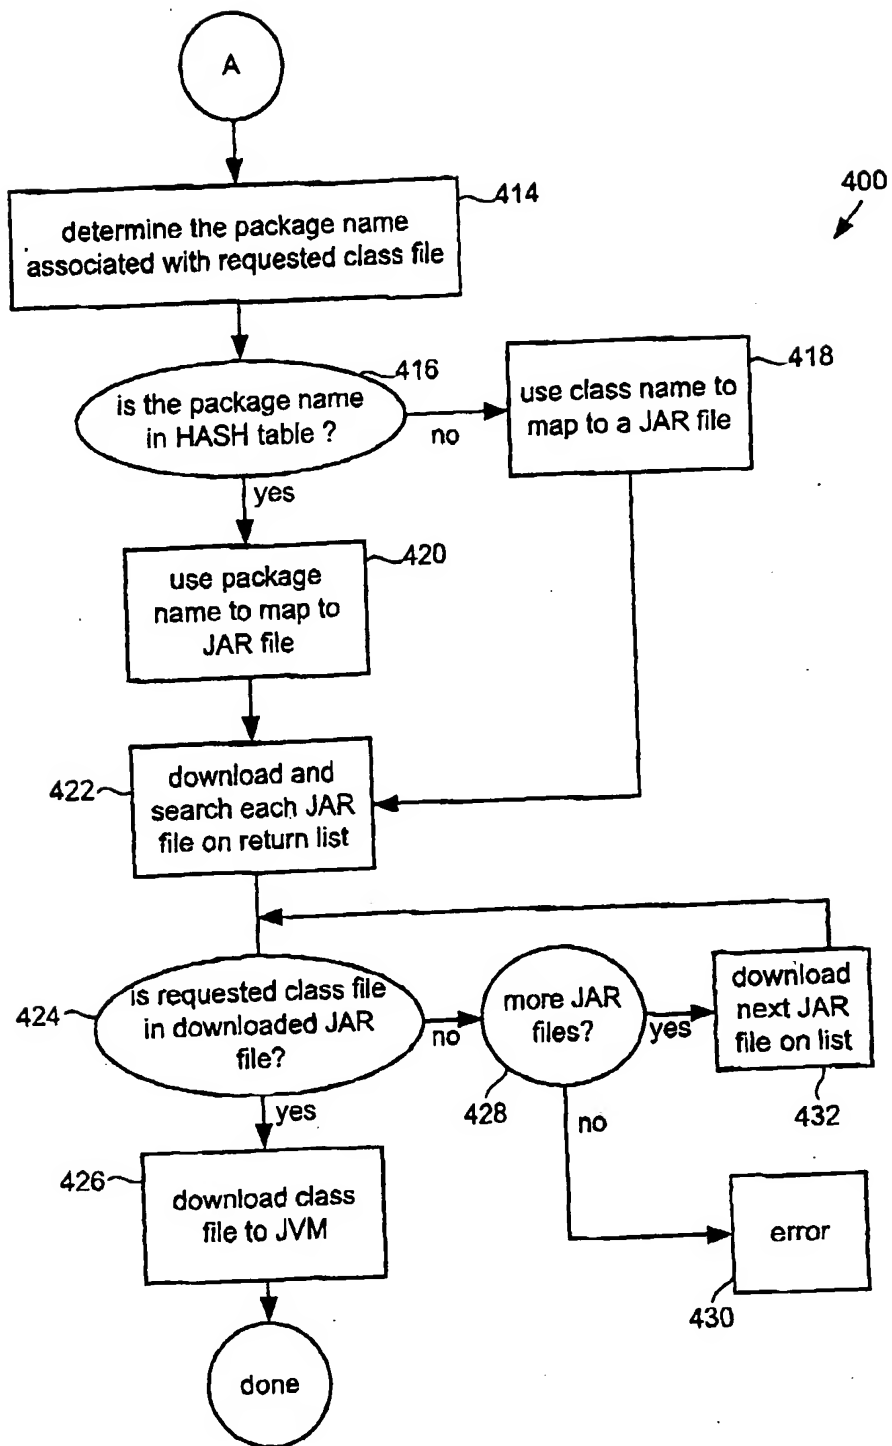 A
414
determine the package name
associated with requested class file
400
416
is the package name
in HASH table ?
no
418
use class name to
map to a JAR file
yes
420
use package
name to map to
JAR file
422
download and
search each JAR
file on return list
424
is requested class file
in downloaded JAR
file?
no
more JAR
files?
428
yes
download
next JAR
file on list
432
yes
no
426
download class
file to JVM
error
430
done